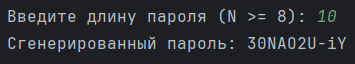 Введите длину пароля (N >= 8): 10
Сгенерированный пароль: 30NAO2U-iY